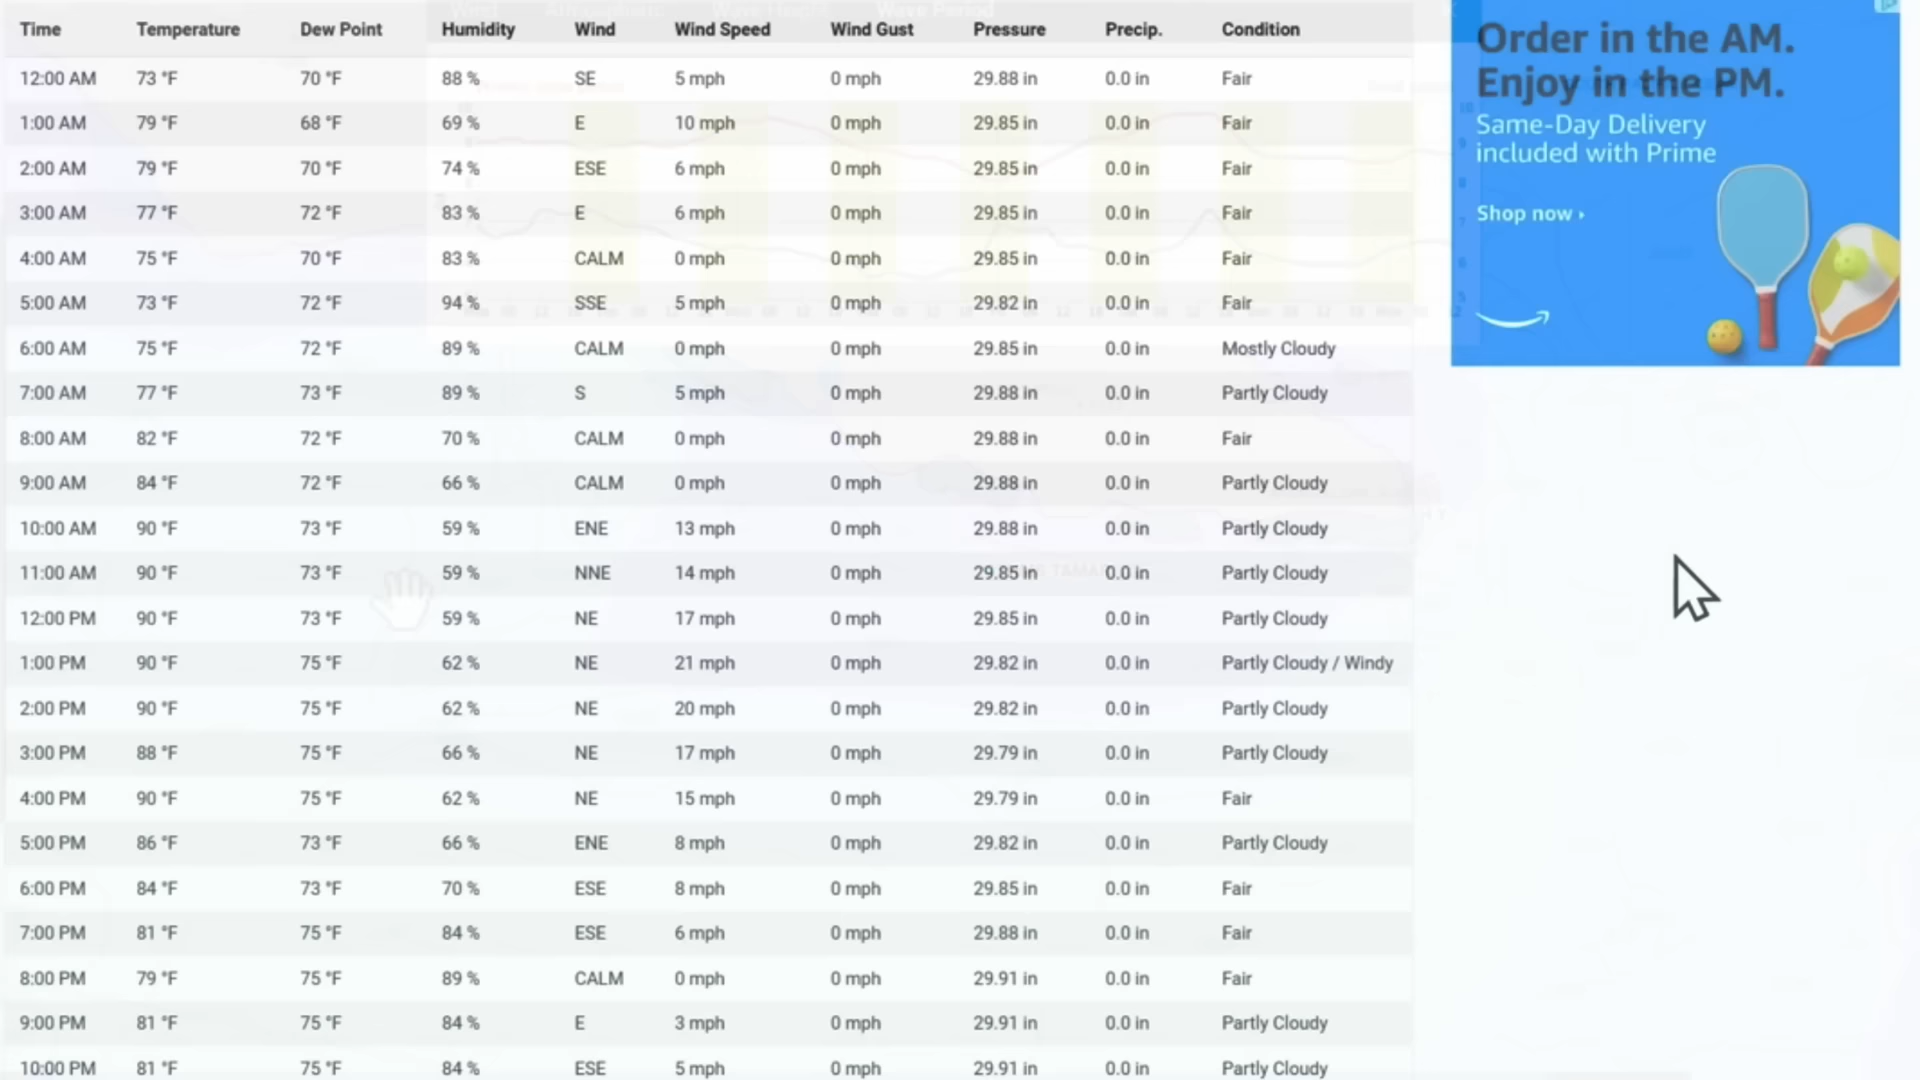 Time Temperature Dew Point Humidity Wind Wind Speed Wind Gust Pressure Precip. Condition
12:00 AM 73 °F 70 °F 88 % SE 5 mph 0 mph 29.88 in 0.0 in Fair
1:00 AM 79 °F 68 °F 69 % E 10 mph 0 mph 29.85 in 0.0 in Fair
2:00 AM 79 °F 70 °F 74 % ESE 6 mph 0 mph 29.85 in 0.0 in Fair
3:00 AM 77 °F 72 °F 83 % E 6 mph 0 mph 29.85 in 0.0 in Fair
4:00 AM 75 °F 70 °F 83 % CALM 0 mph 0 mph 29.85 in 0.0 in Fair
5:00 AM 73 °F 72 °F 94 % SSE 5 mph 0 mph 29.82 in 0.0 in Fair
6:00 AM 75 °F 72 °F 89 % CALM 0 mph 0 mph 29.85 in 0.0 in Mostly Cloudy
7:00 AM 77 °F 73 °F 89 % S 5 mph 0 mph 29.88 in 0.0 in Partly Cloudy
8:00 AM 82 °F 72 °F 70 % CALM 0 mph 0 mph 29.88 in 0.0 in Fair
9:00 AM 84 °F 72 °F 66 % CALM 0 mph 0 mph 29.88 in 0.0 in Partly Cloudy
10:00 AM 90 °F 73 °F 59 % ENE 13 mph 0 mph 29.88 in 0.0 in Partly Cloudy
11:00 AM 90 °F 73 °F 59 % NNE 14 mph 0 mph 29.85 in 0.0 in Partly Cloudy
12:00 PM 90 °F 73 °F 59 % NE 17 mph 0 mph 29.85 in 0.0 in Partly Cloudy
1:00 PM 90 °F 75 °F 62 % NE 21 mph 0 mph 29.82 in 0.0 in Partly Cloudy / Windy
2:00 PM 90 °F 75 °F 62 % NE 20 mph 0 mph 29.82 in 0.0 in Partly Cloudy
3:00 PM 88 °F 75 °F 66 % NE 17 mph 0 mph 29.79 in 0.0 in Partly Cloudy
4:00 PM 90 °F 75 °F 62 % NE 15 mph 0 mph 29.79 in 0.0 in Fair
5:00 PM 86 °F 73 °F 66 % ENE 8 mph 0 mph 29.82 in 0.0 in Partly Cloudy
6:00 PM 84 °F 73 °F 70 % ESE 8 mph 0 mph 29.85 in 0.0 in Fair
7:00 PM 81 °F 75 °F 84 % ESE 6 mph 0 mph 29.88 in 0.0 in Fair
8:00 PM 79 °F 75 °F 89 % CALM 0 mph 0 mph 29.91 in 0.0 in Fair
9:00 PM 81 °F 75 °F 84 % E 3 mph 0 mph 29.91 in 0.0 in Partly Cloudy
10:00 PM 81 °F 75 °F 84 % ESE 5 mph 0 mph 29.91 in 0.0 in Partly Cloudy
Order in the AM.
Enjoy in the PM.
Same-Day Delivery
included with Prime
Shop now ›